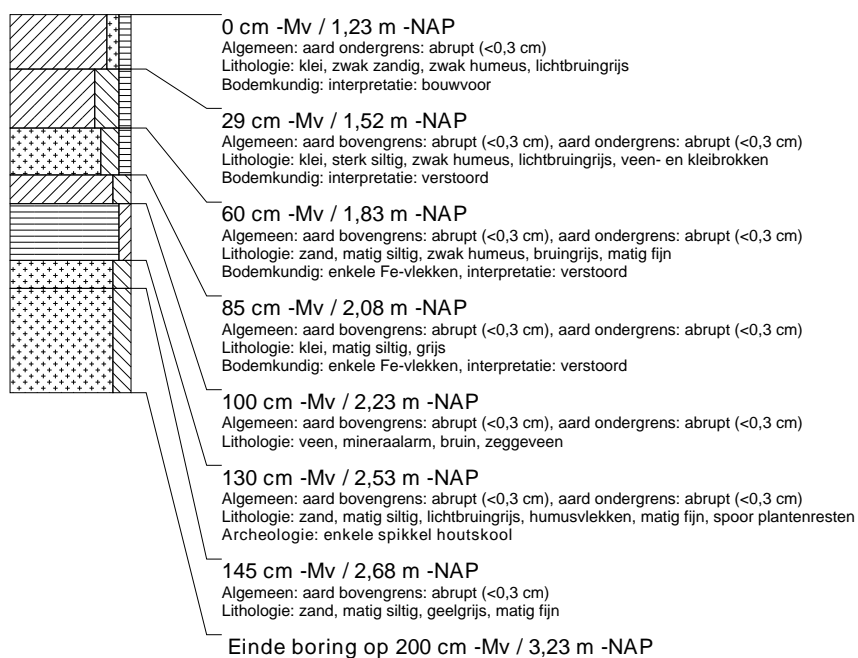 0 cm -Mv / 1,23 m -NAP
Algemeen: aard ondergrens: abrupt (<0,3 cm)
Lithologie: klei, zwak zandig, zwak humeus, lichtbruingrijs
Bodemkundig: interpretatie: bouwvoor
29 cm -Mv / 1,52 m -NAP
Algemeen: aard bovengrens: abrupt (<0,3 cm), aard ondergrens: abrupt (<0,3 cm)
Lithologie: klei, sterk siltig, zwak humeus, lichtbruingrijs, veen- en kleibrokken
Bodemkundig: interpretatie: verstoord
60 cm -Mv / 1,83 m -NAP
Algemeen: aard bovengrens: abrupt (<0,3 cm), aard ondergrens: abrupt (<0,3 cm)
Lithologie: zand, matig siltig, zwak humeus, bruingrijs, matig fijn
Bodemkundig: enkele Fe-vlekken, interpretatie: verstoord
85 cm -Mv / 2,08 m -NAP
Algemeen: aard bovengrens: abrupt (<0,3 cm), aard ondergrens: abrupt (<0,3 cm)
Lithologie: klei, matig siltig, grijs
Bodemkundig: enkele Fe-vlekken, interpretatie: verstoord
100 cm -Mv / 2,23 m -NAP
Algemeen: aard bovengrens: abrupt (<0,3 cm), aard ondergrens: abrupt (<0,3 cm)
Lithologie: veen, mineraalarm, bruin, zeggeveen
130 cm -Mv / 2,53 m -NAP
Algemeen: aard bovengrens: abrupt (<0,3 cm), aard ondergrens: abrupt (<0,3 cm)
Lithologie: zand, matig siltig, lichtbruingrijs, humusvlekken, matig fijn, spoor plantenresten
Archeologie: enkele spikkel houtskool
145 cm -Mv / 2,68 m -NAP
Algemeen: aard bovengrens: abrupt (<0,3 cm)
Lithologie: zand, matig siltig, geelgrijs, matig fijn
Einde boring op 200 cm -Mv / 3,23 m -NAP